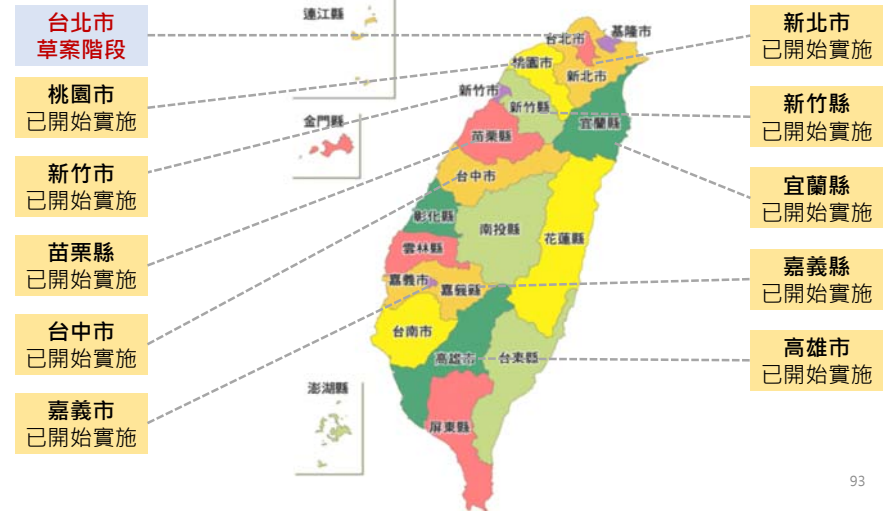 台北市
草案階段
桃園市
已開始實施
新竹市
已開始實施
苗栗縣
已開始實施
台中市
已開始實施
嘉義市
已開始實施
連江縣
金門縣
澎湖縣
台北市
基隆市
桃園市
新北市
新竹市
新竹縣
宜蘭縣
苗栗縣
台中市
彰化縣
南投縣
花蓮縣
雲林縣
嘉義市
嘉義縣
台南市
高雄市
台東縣
屏東縣
新北市
已開始實施
新竹縣
已開始實施
宜蘭縣
已開始實施
嘉義縣
已開始實施
高雄市
已開始實施
93